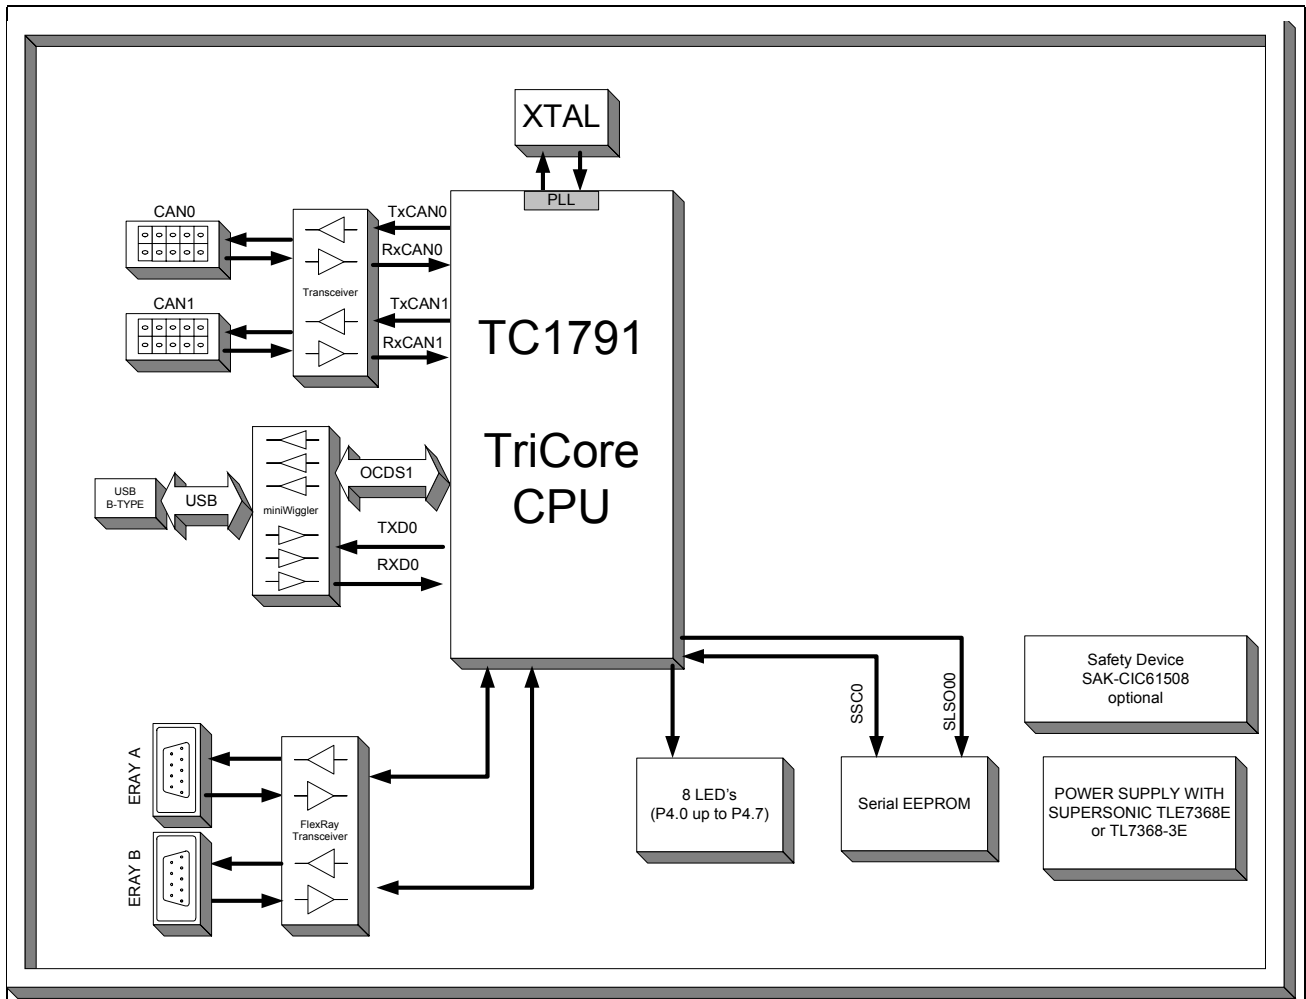 XTAL
PLL
CAN0
TxCAN0
RxCAN0
Transceiver
CAN1
TxCAN1
RxCAN1
TC1791
TriCore
CPU
OCDS1
USB
B-TYPE
USB
miniWiggler
TXD0
RXD0
ERAY A
ERAY B
FlexRay
Transceiver
SSC0
SLSO00
8 LED's
(P4.0 up to P4.7)
Serial EEPROM
Safety Device
SAK-CIC61508
optional
POWER SUPPLY WITH
SUPERSONIC TLE7368E
or TL7368-3E